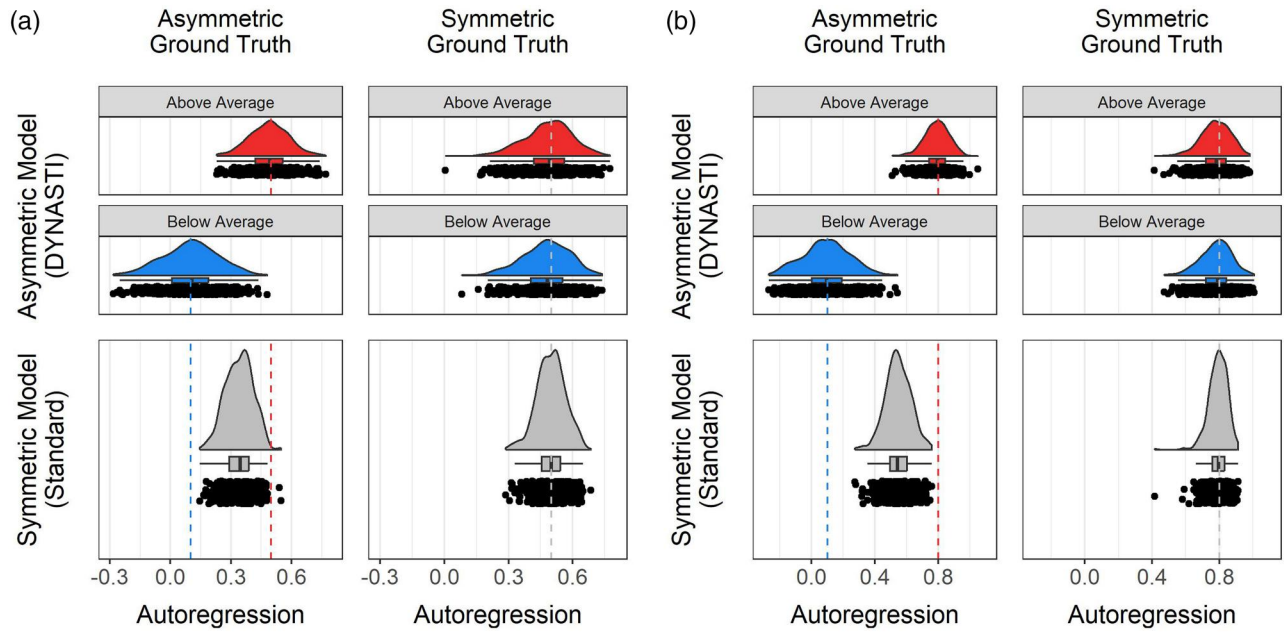 (a)
Asymmetric
Ground Truth
Symmetric
Ground Truth
Asymmetric Model
(DYNASTI)
Above Average
Above Average
Below Average
Below Average
Symmetric Model
(Standard)
-0.3 0.0 0.3 0.6
-0.3 0.0 0.3 0.6
Autoregression
Autoregression
(b)
Asymmetric
Ground Truth
Symmetric
Ground Truth
Asymmetric Model
(DYNASTI)
Above Average
Above Average
Below Average
Below Average
Symmetric Model
(Standard)
0.0 0.4 0.8
0.0 0.4 0.8
Autoregression
Autoregression